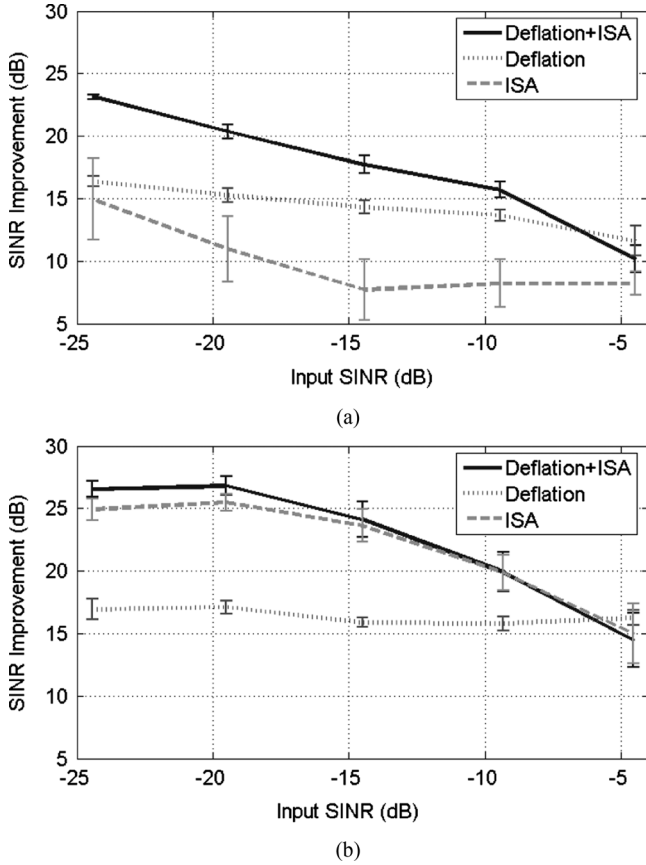 30
25
20
15
10
5
SINR Improvement (dB)
Deflation+ISA
Deflation
ISA
-25 -20 -15 -10 -5
Input SINR (dB)
(a)
30
25
20
15
10
5
SINR Improvement (dB)
Deflation+ISA
Deflation
ISA
-25 -20 -15 -10 -5
Input SINR (dB)
(b)